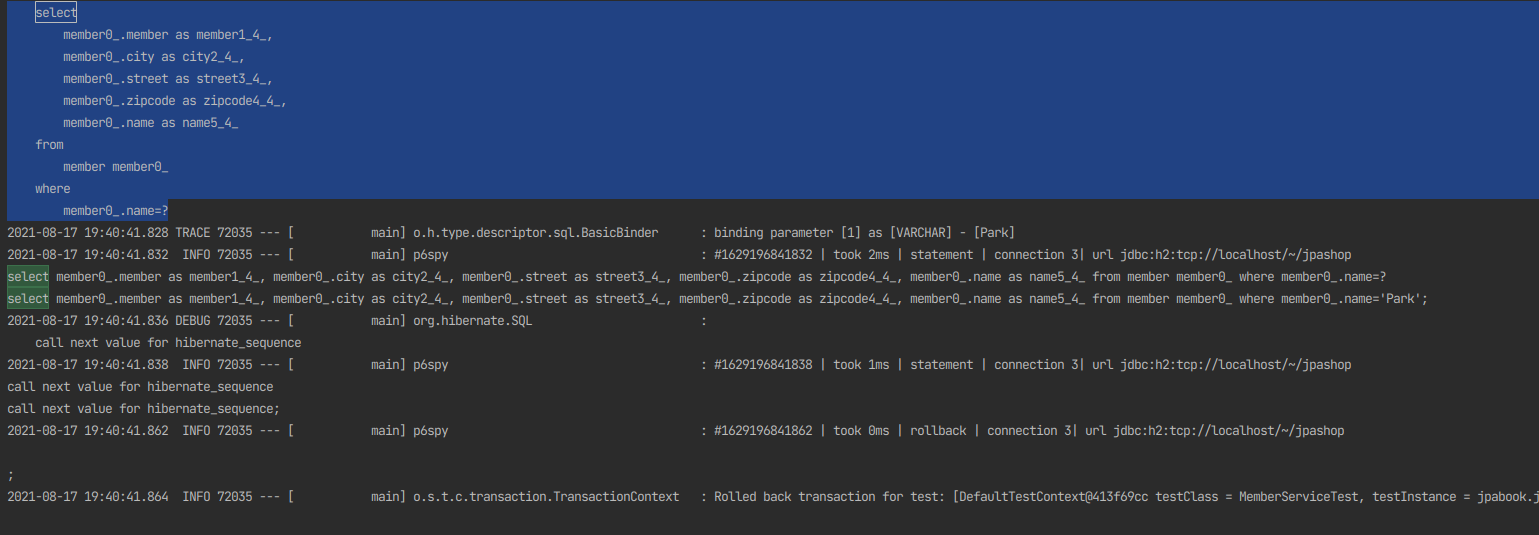 select
member0_.member as member1_4_,
member0_.city as city2_4_,
member0_.street as street3_4_,
member0_.zipcode as zipcode4_4_,
member0_.name as name5_4_
from
member member0_
where
member0_.name=?
2021-08-17 19:40:41.828 TRACE 72035 --- [           main] o.h.type.descriptor.sql.BasicBinder      : binding parameter [1] as [VARCHAR] - [Park]
2021-08-17 19:40:41.832  INFO 72035 --- [           main] p6spy                                    : #1629196841832 | took 2ms | statement | connection 3| url jdbc:h2:tcp://localhost/~/jpashop
select member0_.member as member1_4_, member0_.city as city2_4_, member0_.street as street3_4_, member0_.zipcode as zipcode4_4_, member0_.name as name5_4_ from member member0_ where member0_.name=?
select member0_.member as member1_4_, member0_.city as city2_4_, member0_.street as street3_4_, member0_.zipcode as zipcode4_4_, member0_.name as name5_4_ from member member0_ where member0_.name='Park';
2021-08-17 19:40:41.836 DEBUG 72035 --- [           main] org.hibernate.SQL                        :
call next value for hibernate_sequence
2021-08-17 19:40:41.838  INFO 72035 --- [           main] p6spy                                    : #1629196841838 | took 1ms | statement | connection 3| url jdbc:h2:tcp://localhost/~/jpashop
call next value for hibernate_sequence
call next value for hibernate_sequence;
2021-08-17 19:40:41.862  INFO 72035 --- [           main] p6spy                                    : #1629196841862 | took 0ms | rollback | connection 3| url jdbc:h2:tcp://localhost/~/jpashop
;
2021-08-17 19:40:41.864  INFO 72035 --- [           main] o.s.t.c.transaction.TransactionContext   : Rolled back transaction for test: [DefaultTestContext@413f69cc testClass = MemberServiceTest, testInstance = jpabook.j